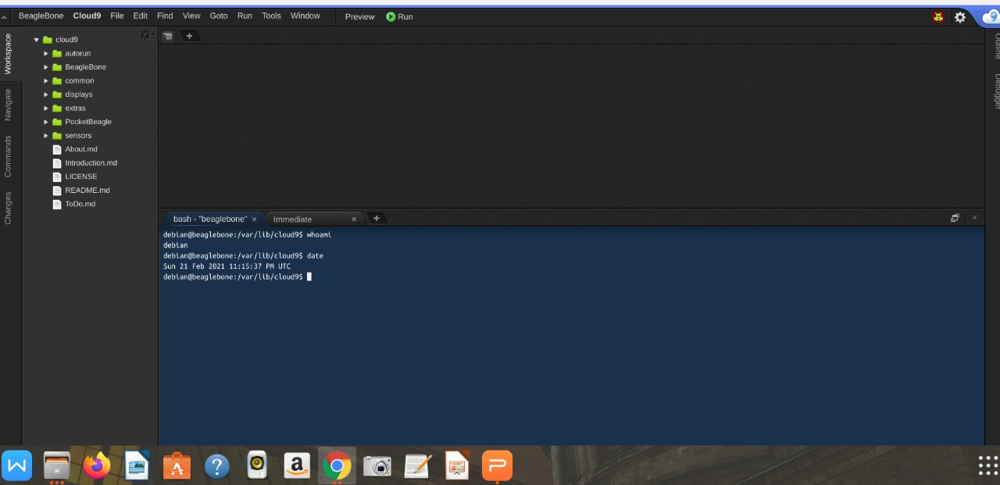 BeagleBone Cloud9 File Edit Find View Goto Run Tools Window Preview Run
Workspace
Navigate
Commands
Changes
cloud9
autorun
BeagleBone
common
displays
extras
PocketBeagle
sensors
About.md
Introduction.md
LICENSE
README.md
ToDo.md
Outline
Debugger
bash - "beaglebone" × Immediate ×
debian@beaglebone:/var/lib/cloud9$ whoami
debian
debian@beaglebone:/var/lib/cloud9$ date
Sun 21 Feb 2021 11:15:37 PM UTC
debian@beaglebone:/var/lib/cloud9$